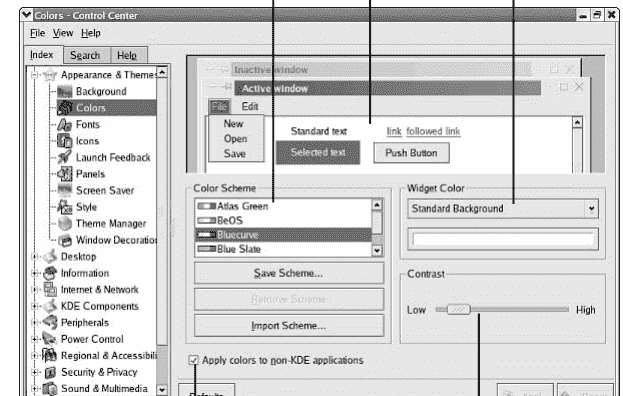 Colors - Control Center
File View Help
Index Search Help
Appearance & Themes
Background
Colors
Fonts
Icons
Launch Feedback
Panels
Screen Saver
Style
Theme Manager
Window Decoration
Desktop
Information
Internet & Network
KDE Components
Peripherals
Power Control
Regional & Accessibili
Security & Privacy
Sound & Multimedia
Inactive window
Active window
File Edit
New
Open
Save
Standard text
link followed link
Selected text
Push Button
Color Scheme
Atlas Green
BeOS
Bluecurve
Blue Slate
Save Scheme...
Remove Scheme
Import Scheme...
Widget Color
Standard Background
Contrast
Low High
Apply colors to non-KDE applications
Defaults